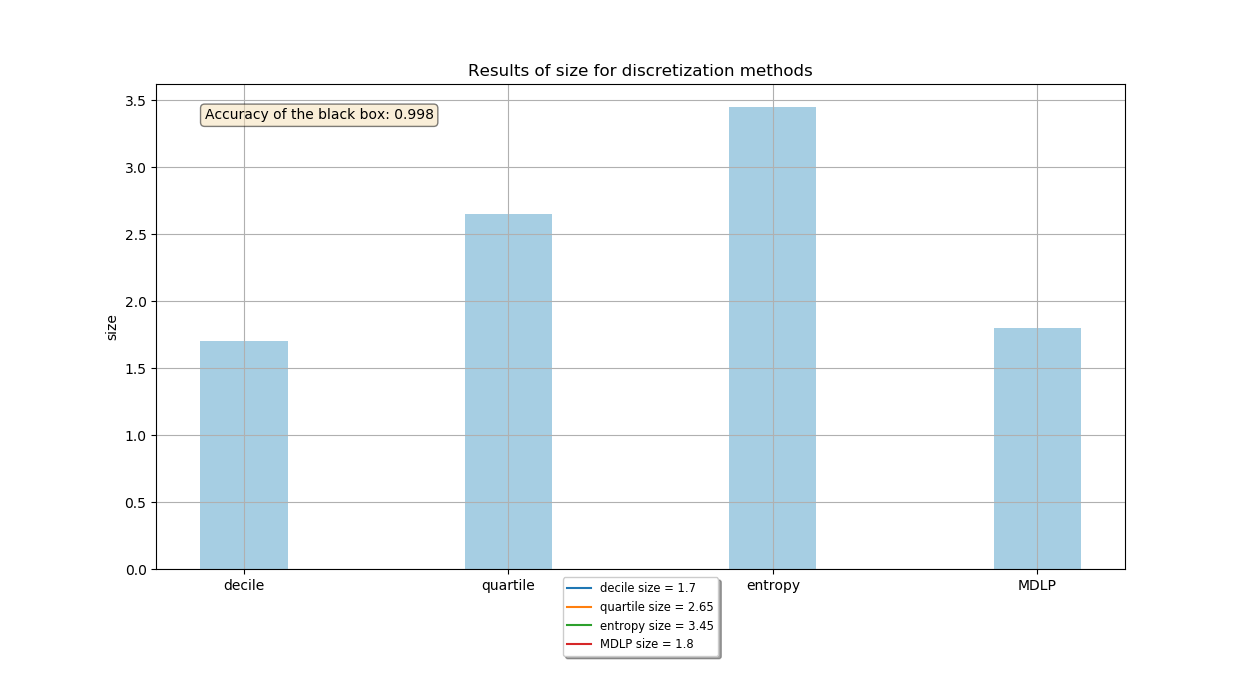 Results of size for discretization methods
Accuracy of the black box: 0.998
3.5
3.0
2.5
2.0
1.5
1.0
0.5
0.0
size
decile quartile entropy MDLP
decile size = 1.7
quartile size = 2.65
entropy size = 3.45
MDLP size = 1.8